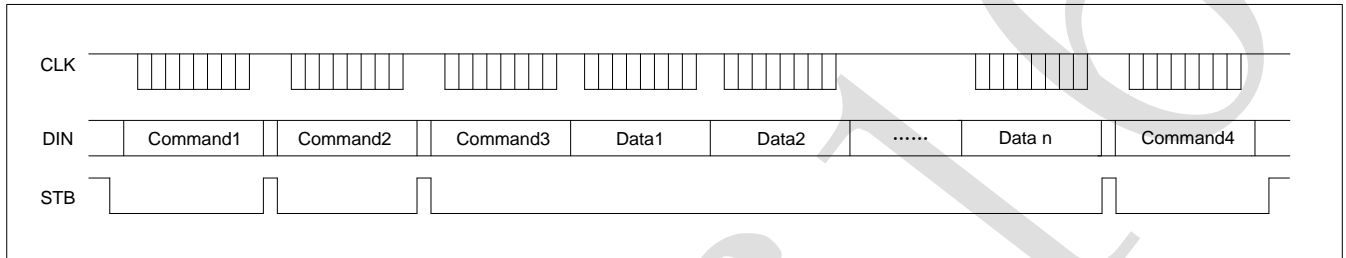 CLK
DIN Command1 Command2 Command3 Data1 Data2 …… Data n Command4
STB